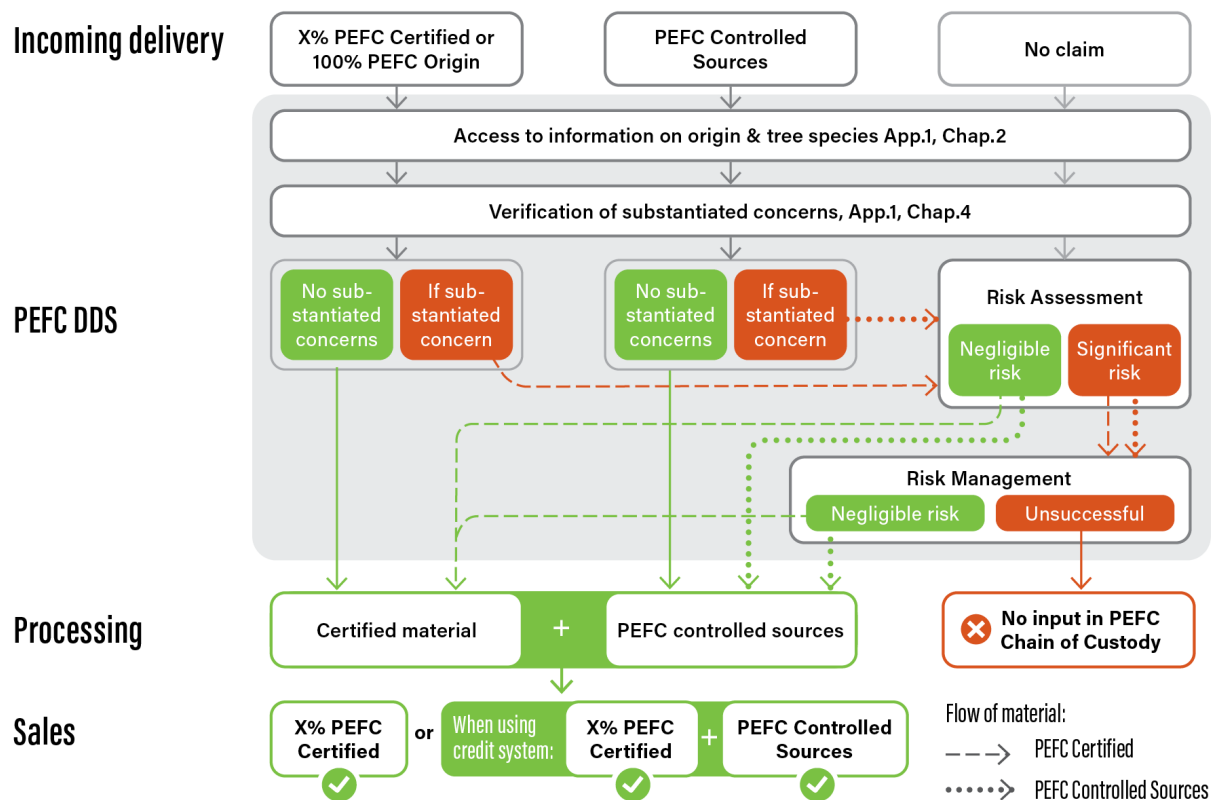 Incoming delivery
X% PEFC Certified or
100% PEFC Origin
PEFC Controlled
Sources
No claim
Access to information on origin & tree species App.1, Chap.2
Verification of substantiated concerns, App.1, Chap.4
PEFC DDS
No sub-
stantiated
concerns
If sub-
stantiated
concern
No sub-
stantiated
concerns
If sub-
stantiated
concern
Risk Assessment
Negligible
risk
Significant
risk
Risk Management
Negligible risk
Unsuccessful
Processing
Certified material
+
PEFC controlled sources
No input in PEFC
Chain of Custody
Sales
X% PEFC
Certified
or
When using
credit system:
X% PEFC
Certified
+
PEFC Controlled
Sources
Flow of material:
PEFC Certified
PEFC Controlled Sources